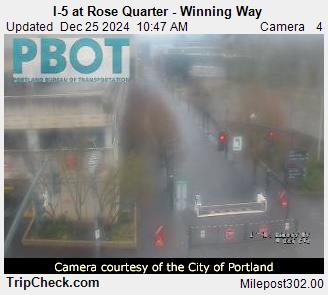 I-5 at Rose Quarter - Winning Way
Updated Dec 25 2024 10:47 AM Camera 4
PBOT
PORTLAND BUREAU OF TRANSPORTATION
Camera courtesy of the City of Portland
TripCheck.com Milepost302.00